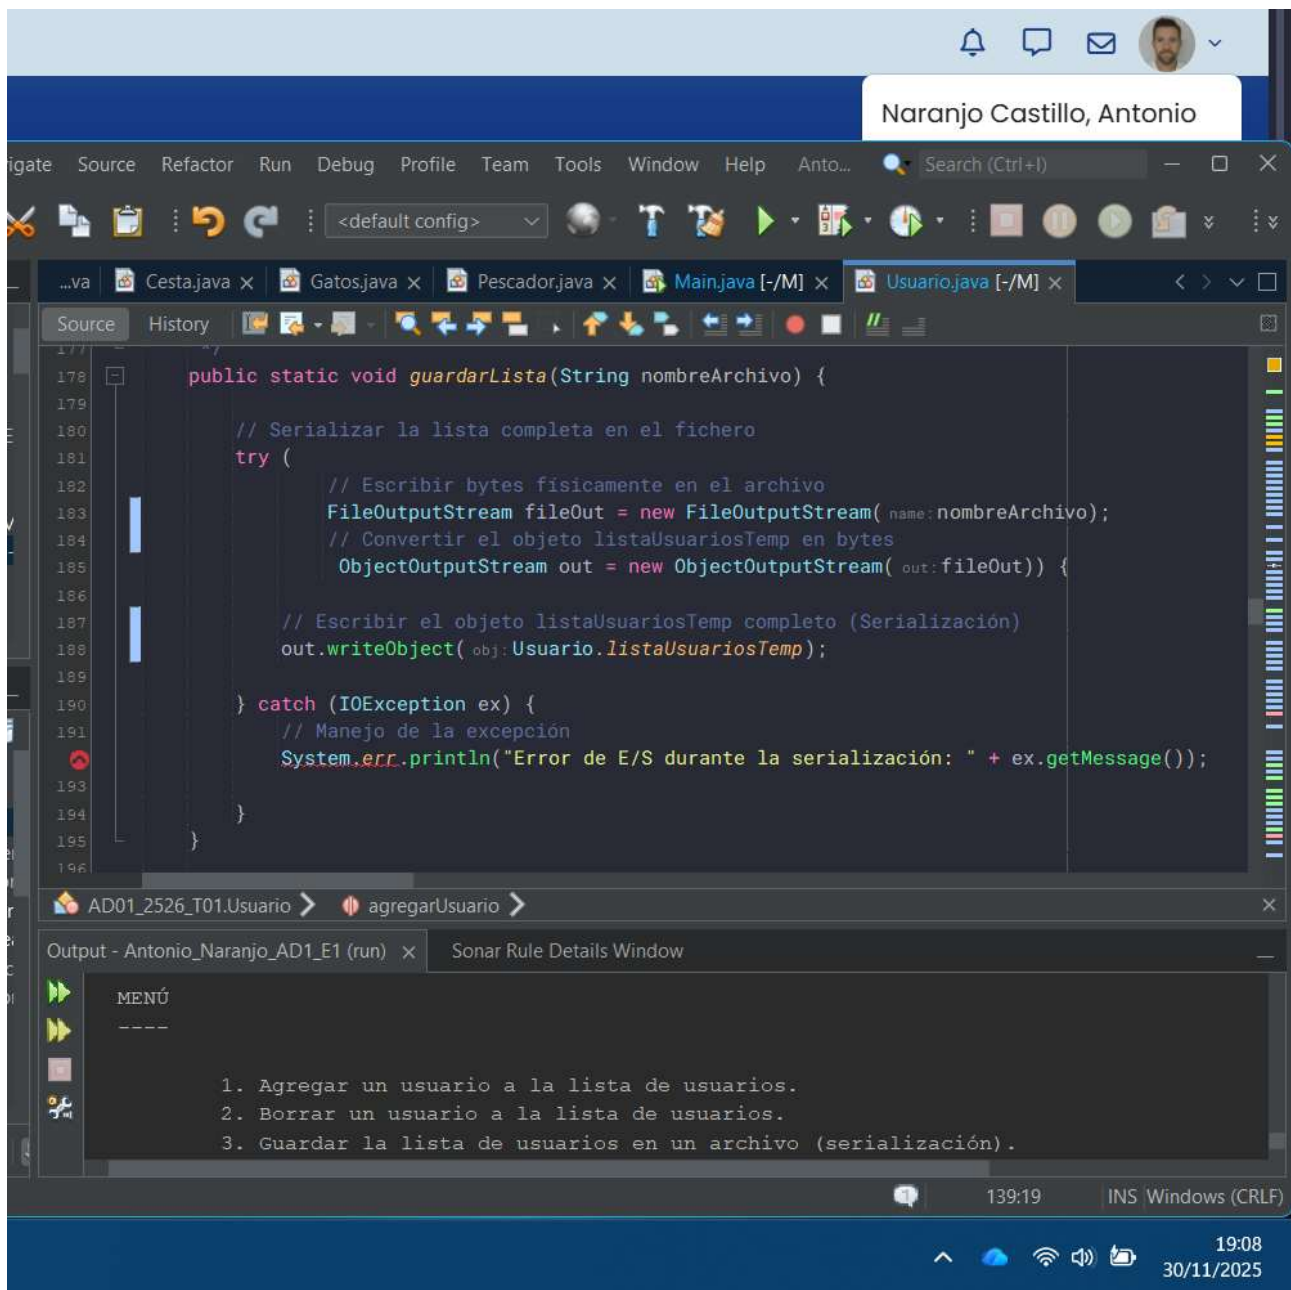 Naranjo Castillo, Antonio
Source Refactor Run Debug Profile Team Tools Window Help Anto... Search (Ctrl+I)
<default config>
...va Cesta.java Gatos.java Pescador.java Main.java [-/M] Usuario.java [-/M]
Source History
177 */
178 public static void guardarLista(String nombreArchivo) {
179
180 // Serializar la lista completa en el fichero
181 try (
182 // Escribir bytes físicamente en el archivo
183 FileOutputStream fileOut = new FileOutputStream( name: nombreArchivo);
184 // Convertir el objeto listaUsuariosTemp en bytes
185 ObjectOutputStream out = new ObjectOutputStream( out: fileOut)) {
186
187 // Escribir el objeto listaUsuariosTemp completo (Serialización)
188 out.writeObject( obj: Usuario.listaUsuariosTemp);
189
190 } catch (IOException ex) {
191 // Manejo de la excepción
System.err.println("Error de E/S durante la serialización: " + ex.getMessage());
193
194 }
195 }
196
AD01_2526_T01.Usuario agregarUsuario
Output - Antonio_Naranjo_AD1_E1 (run) Sonar Rule Details Window
MENÚ
----
1. Agregar un usuario a la lista de usuarios.
2. Borrar un usuario a la lista de usuarios.
3. Guardar la lista de usuarios en un archivo (serialización).
1 139:19 INS Windows (CRLF)
19:08
30/11/2025